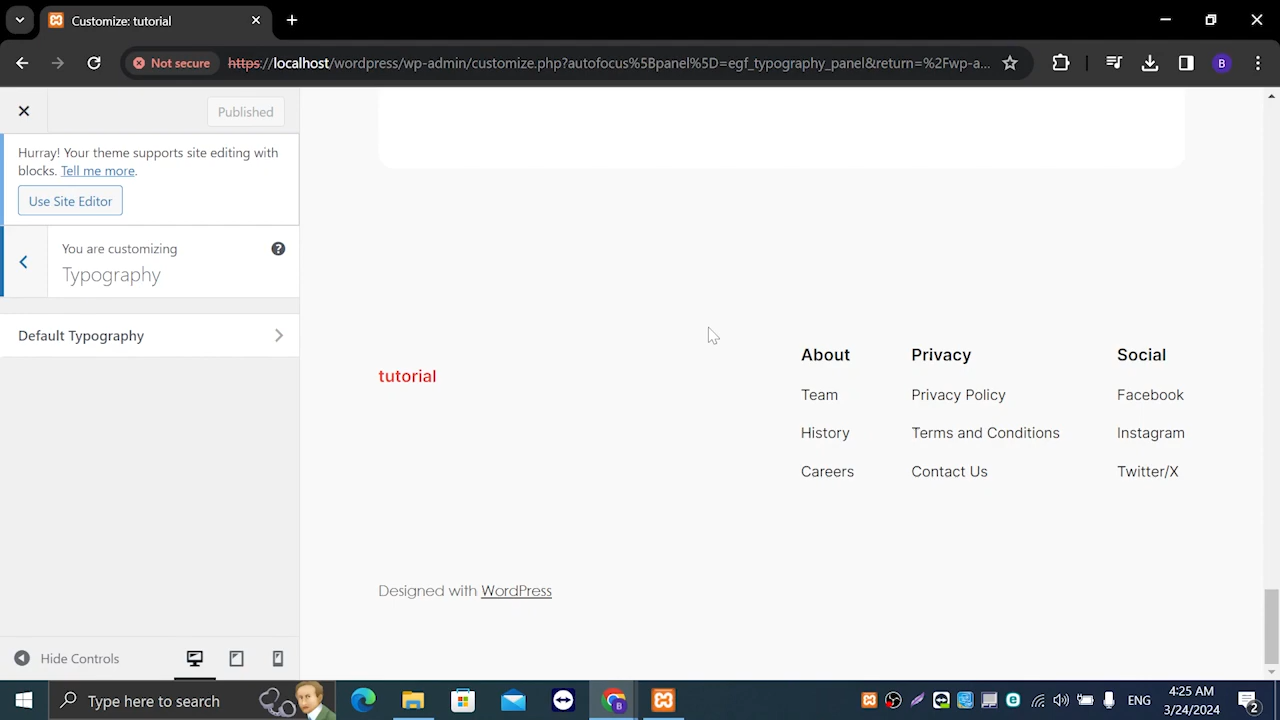 Customize: tutorial
Not secure
https://localhost/wordpress/wp-admin/customize.php?autofocus%5Bpanel%5D=egf_typography_panel&return=%2Fwp-a...
B
Published
Hurray! Your theme supports site editing with
blocks. Tell me more.
Use Site Editor
You are customizing
Typography
Default Typography
Hide Controls
tutorial
About
Team
History
Careers
Privacy
Privacy Policy
Terms and Conditions
Contact Us
Social
Facebook
Instagram
Twitter/X
Designed with WordPress
Type here to search
B
ENG
4:25 AM
3/24/2024
2